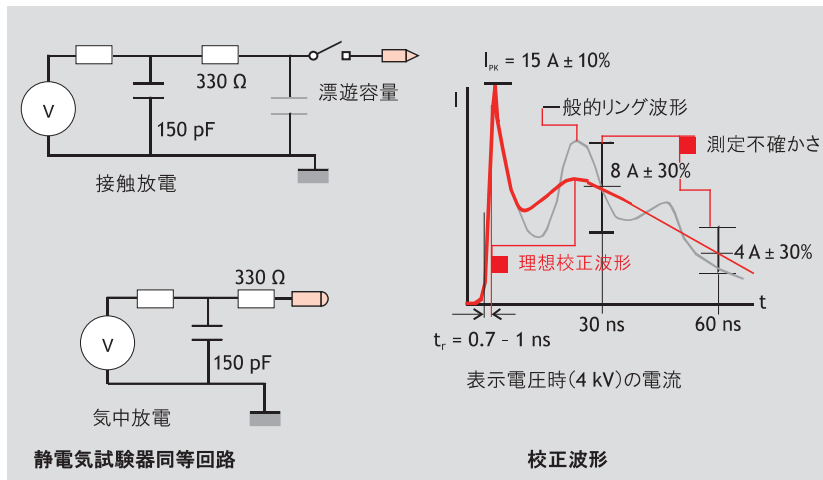 330 Ω
漂遊容量
V
150 pF
接触放電
330 Ω
V
150 pF
気中放電
静電気試験器同等回路
IPK = 15 A ± 10%
I
一般的リング波形
測定不確かさ
8 A ± 30%
4 A ± 30%
理想校正波形
t
30 ns
60 ns
tr = 0.7 - 1 ns
表示電圧時(4 kV)の電流
校正波形